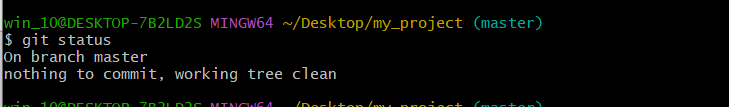 win_10@DESKTOP-7B2LD2S MINGW64 ~/Desktop/my_project (master)
$ git status
On branch master
nothing to commit, working tree clean
win_10@DESKTOP-7B2LD2S MINGW64 ~/Desktop/my_project (master)